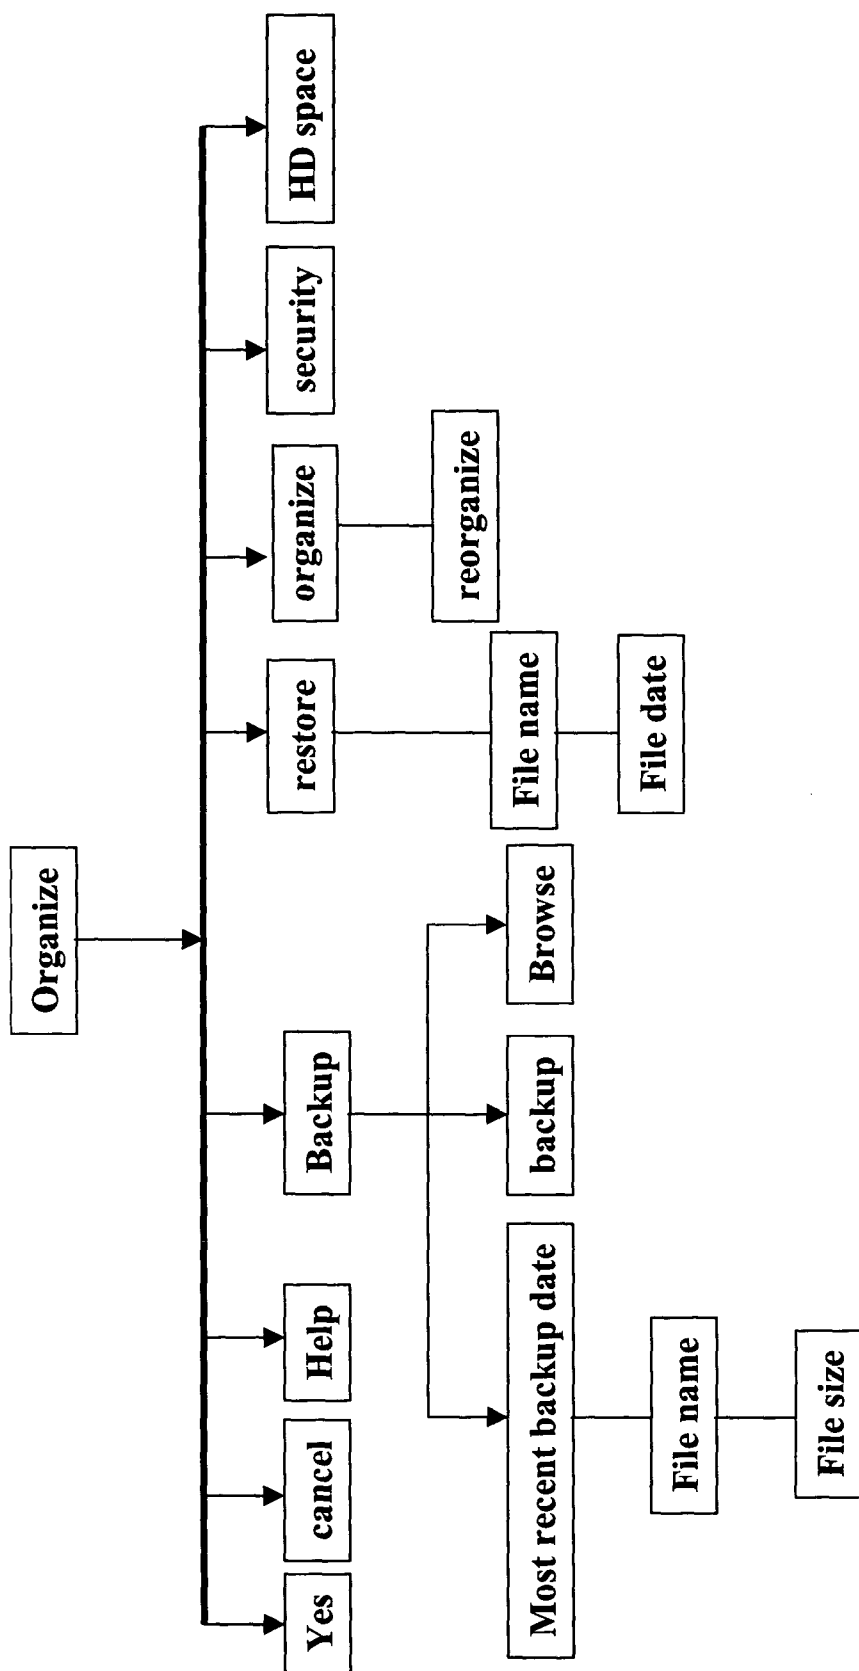 Organize
Yes
cancel
Help
Backup
restore
organize
security
HD space
Most recent backup date
backup
Browse
File name
reorganize
File name
File date
File size